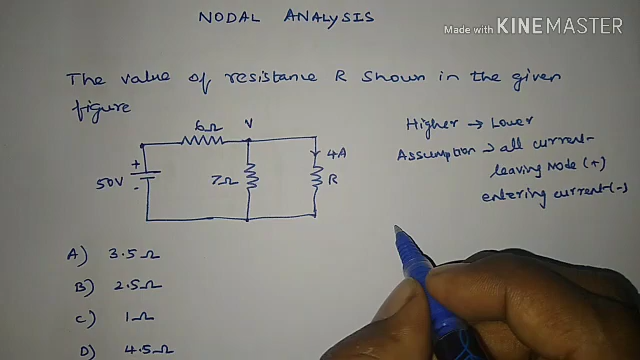 NODAL ANALYSIS
Made with KINEMASTER
The value of resistance R shown in the given
figure
6Ω
V
50V
+
-
7Ω
4A
R
Higher → Lower
Assumption → all current
leaving Node (+)
entering current (-)
A) 3.5Ω
B) 2.5Ω
C) 1Ω
D) 4.5Ω